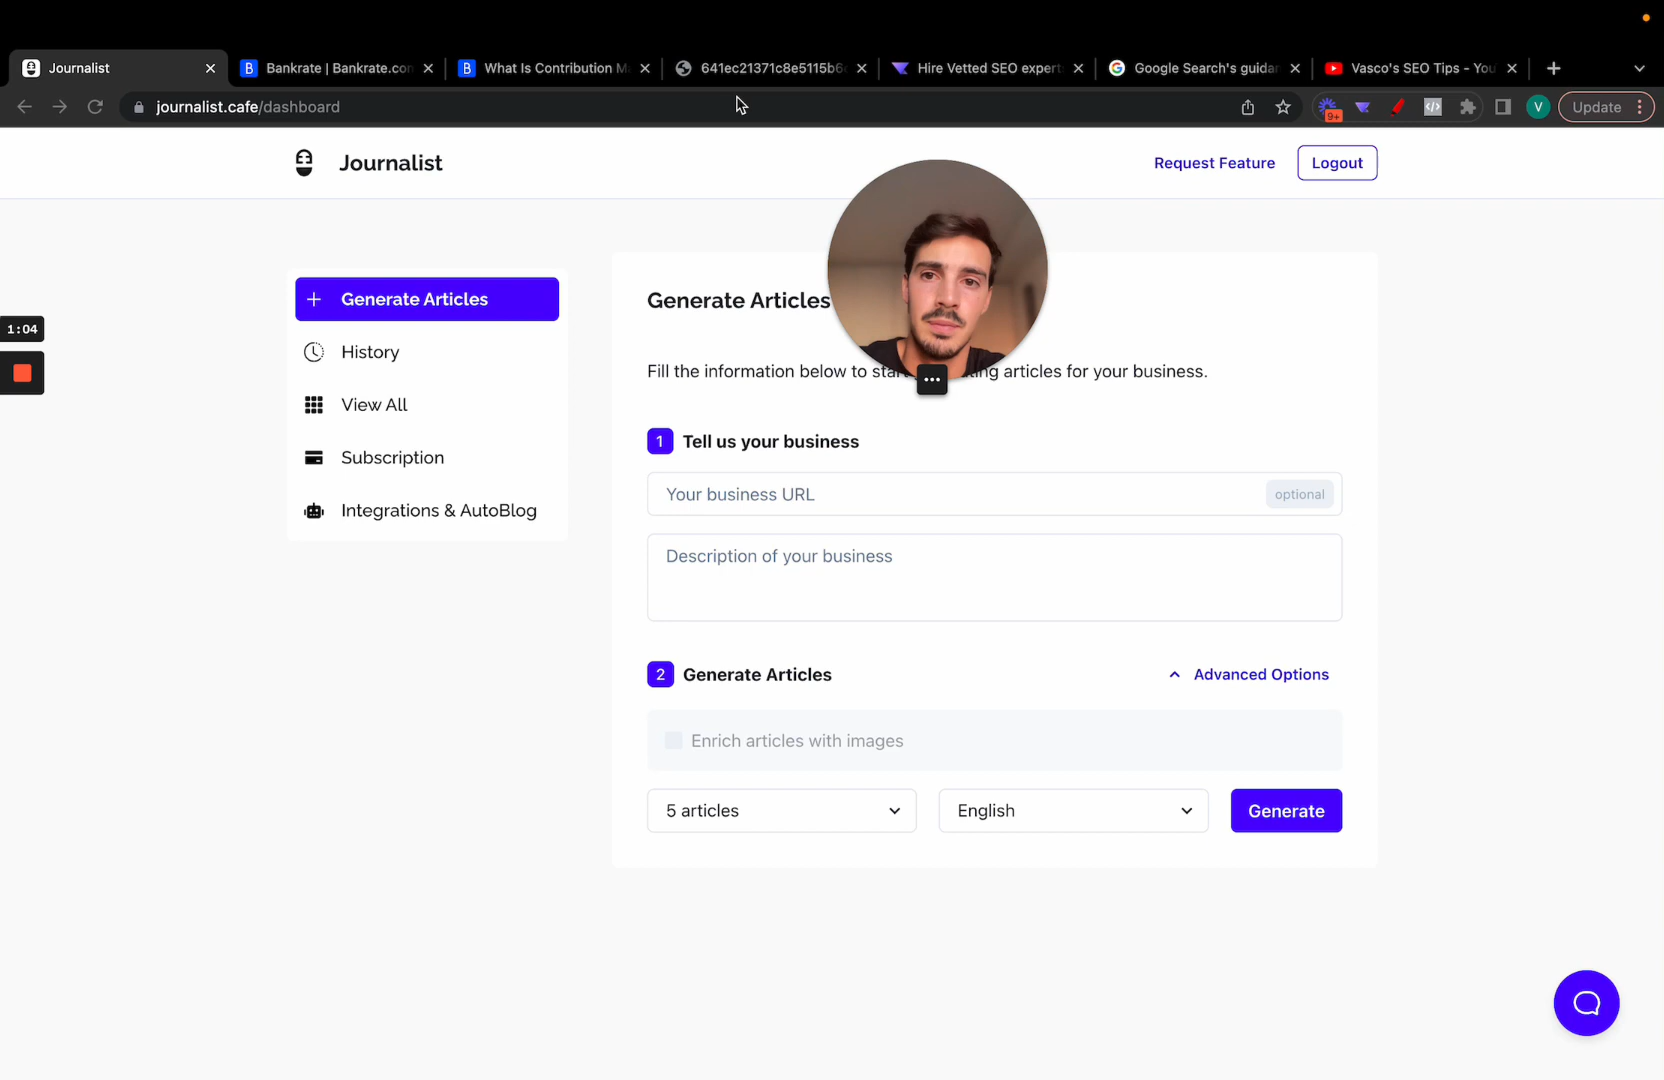 Journalist
Bankrate | Bankrate.con
What Is Contribution M
641ec21371c8e5115b6
Hire Vetted SEO expert
Google Search's guidan
Vasco's SEO Tips - You
journalist.cafe/dashboard
9+
V
Update
Journalist
Request Feature
Logout
Generate Articles
History
View All
Subscription
Integrations & AutoBlog
1:04
Generate Articles
Fill the information below to start articles for your business.
1 Tell us your business
Your business URL
optional
Description of your business
2 Generate Articles
Advanced Options
Enrich articles with images
5 articles
English
Generate